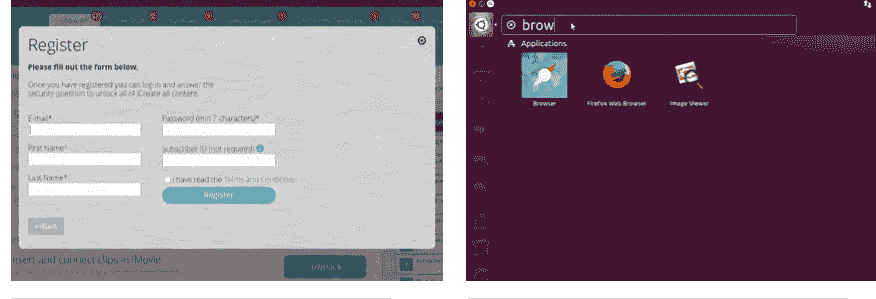 Register
Please fill out the form below.
Once you have registered you can log-in and answer the
security question to unlock all of iCreate all content.
E-mail*
Password (min 7 characters)*
First Name*
Subscriber ID (not required)
Last Name*
I have read the Terms and Conditions.
Register
<<Back
nsert and connect clips in iMovie
UNLOCK
brow
Applications
Browser
Firefox Web Browser
Image Viewer